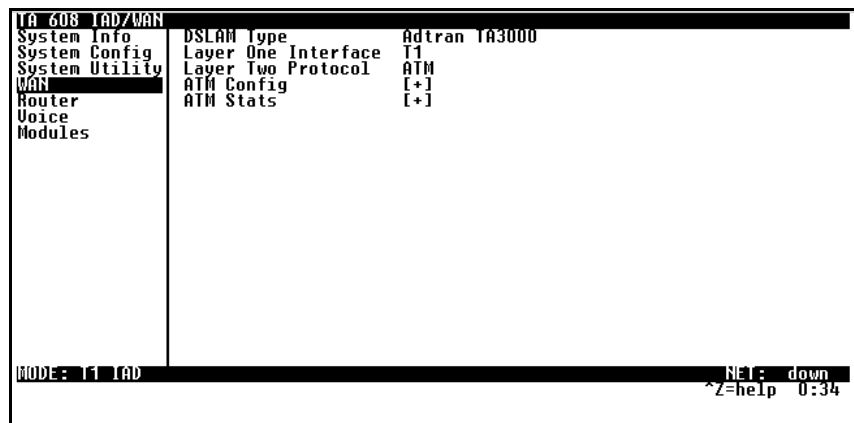 TA 608 IAD/WAN
System Info DSLAM Type Adtran TA3000
System Config Layer One Interface T1
System Utility Layer Two Protocol ATM
WAN ATM Config [+]
Router ATM Stats [+]
Voice
Modules
MODE: T1 IAD NET: down
^Z=help 0:34